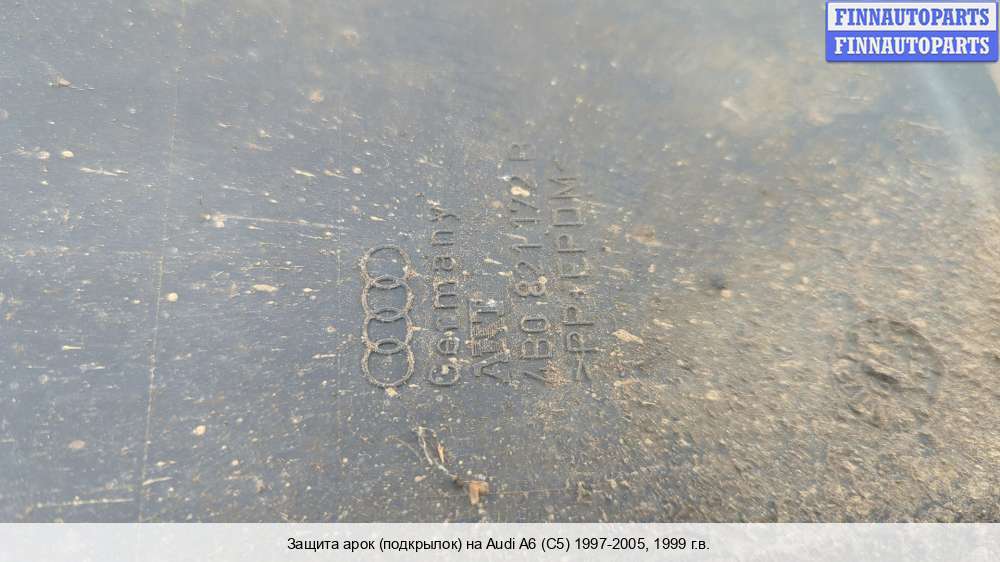 FINNAUTOPARTS
FINNAUTOPARTS
Germany
4B0 821 172 B
>PP+EPDM<
Защита арок (подкрылок) на Audi A6 (C5) 1997-2005, 1999 г.в.